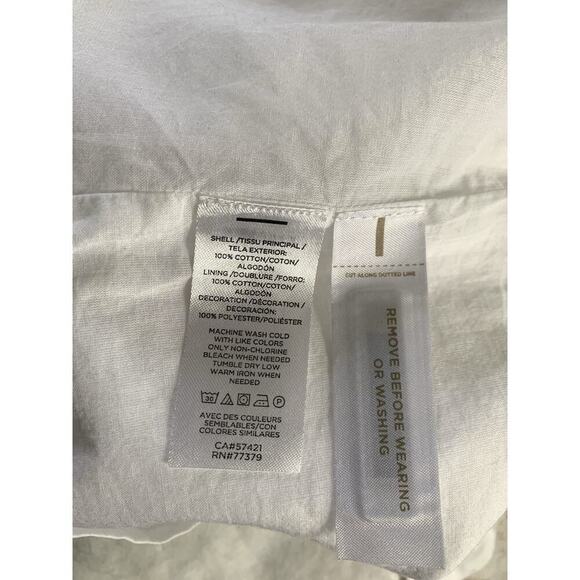 SHELL /TISSU PRINCIPAL /
TELA EXTERIOR:
100% COTTON/COTON/
ALGODÓN
LINING /DOUBLURE /FORRO:
100% COTTON/COTON/
ALGODÓN
DECORATION /DÉCORATION /
DECORACIÓN:
100% POLYESTER/POLIÉSTER
MACHINE WASH COLD
WITH LIKE COLORS
ONLY NON-CHLORINE
BLEACH WHEN NEEDED
TUMBLE DRY LOW
WARM IRON WHEN
NEEDED
30 P
AVEC DES COULEURS
SEMBLABLES/CON
COLORES SIMILARES
CA#57421
RN#77379
CUT ALONG DOTTED LINE
REMOVE BEFORE WEARING
OR WASHING